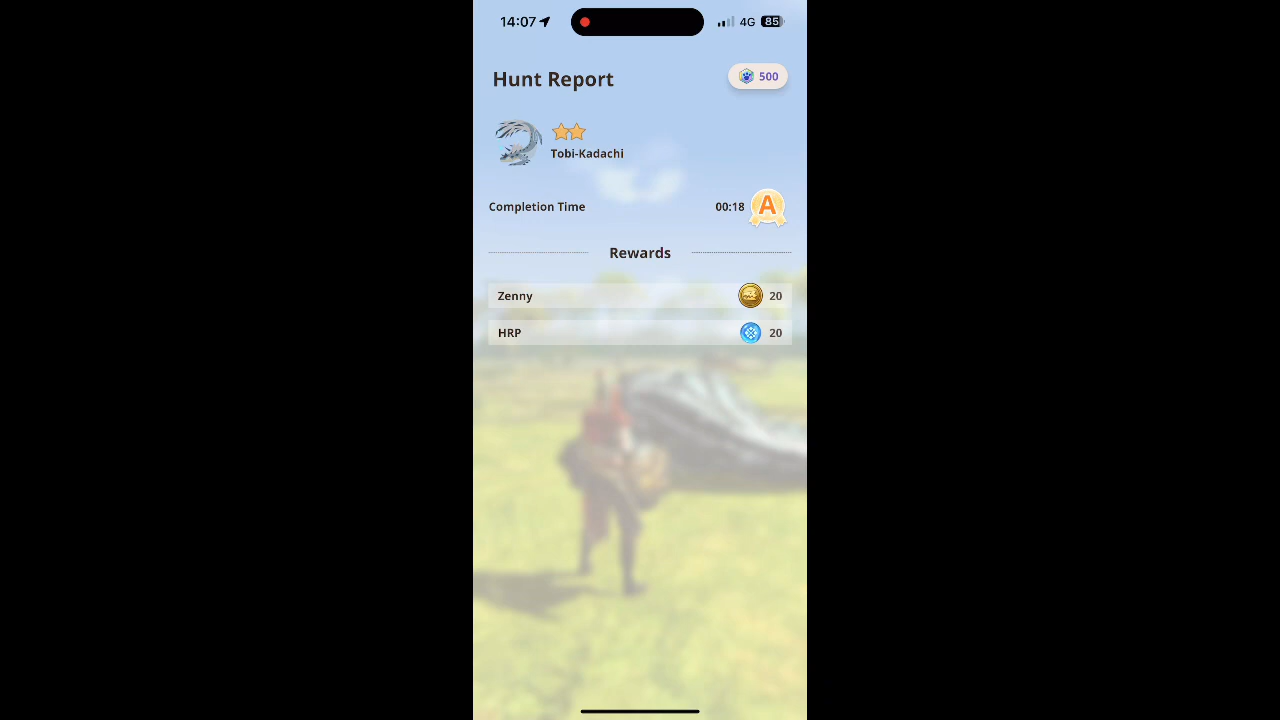 14:07
4G
85
Hunt Report
500
Tobi-Kadachi
Completion Time
00:18
A
Rewards
Zenny
20
HRP
20